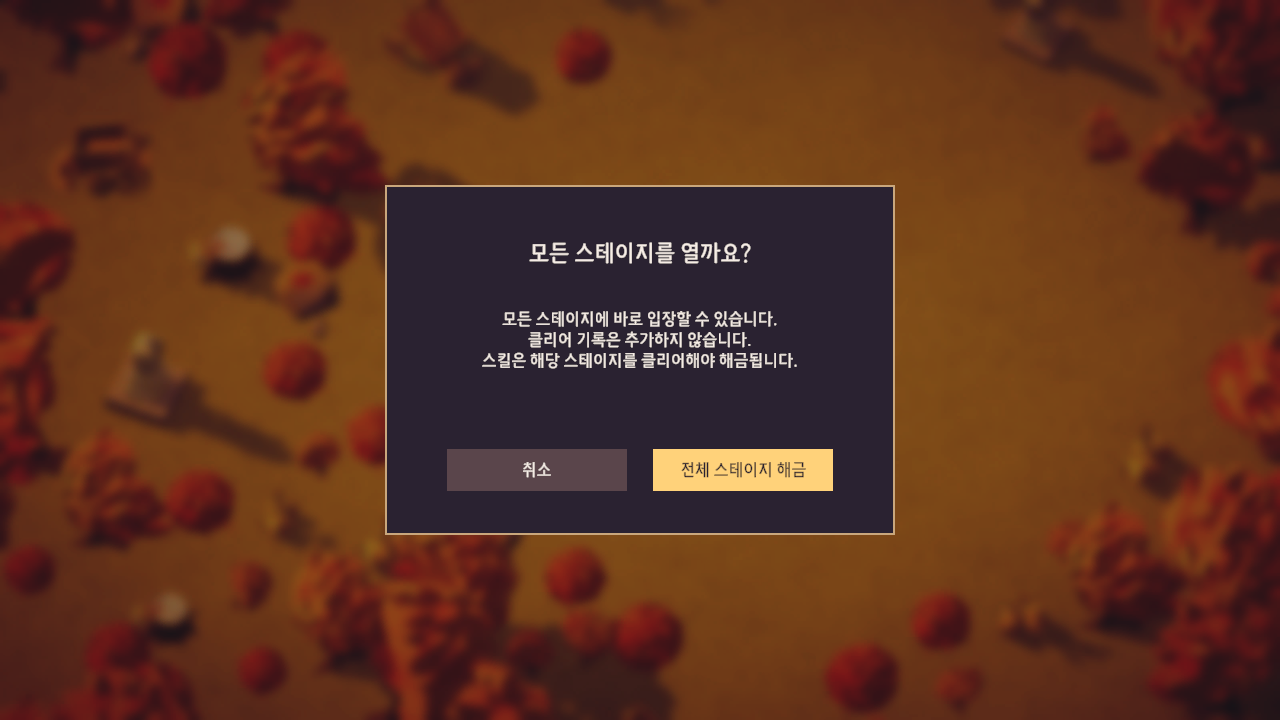 모든 스테이지를 열까요?
모든 스테이지에 바로 입장할 수 있습니다.
클리어 기록은 추가하지 않습니다.
스킬은 해당 스테이지를 클리어해야 해금됩니다.
취소
전체 스테이지 해금